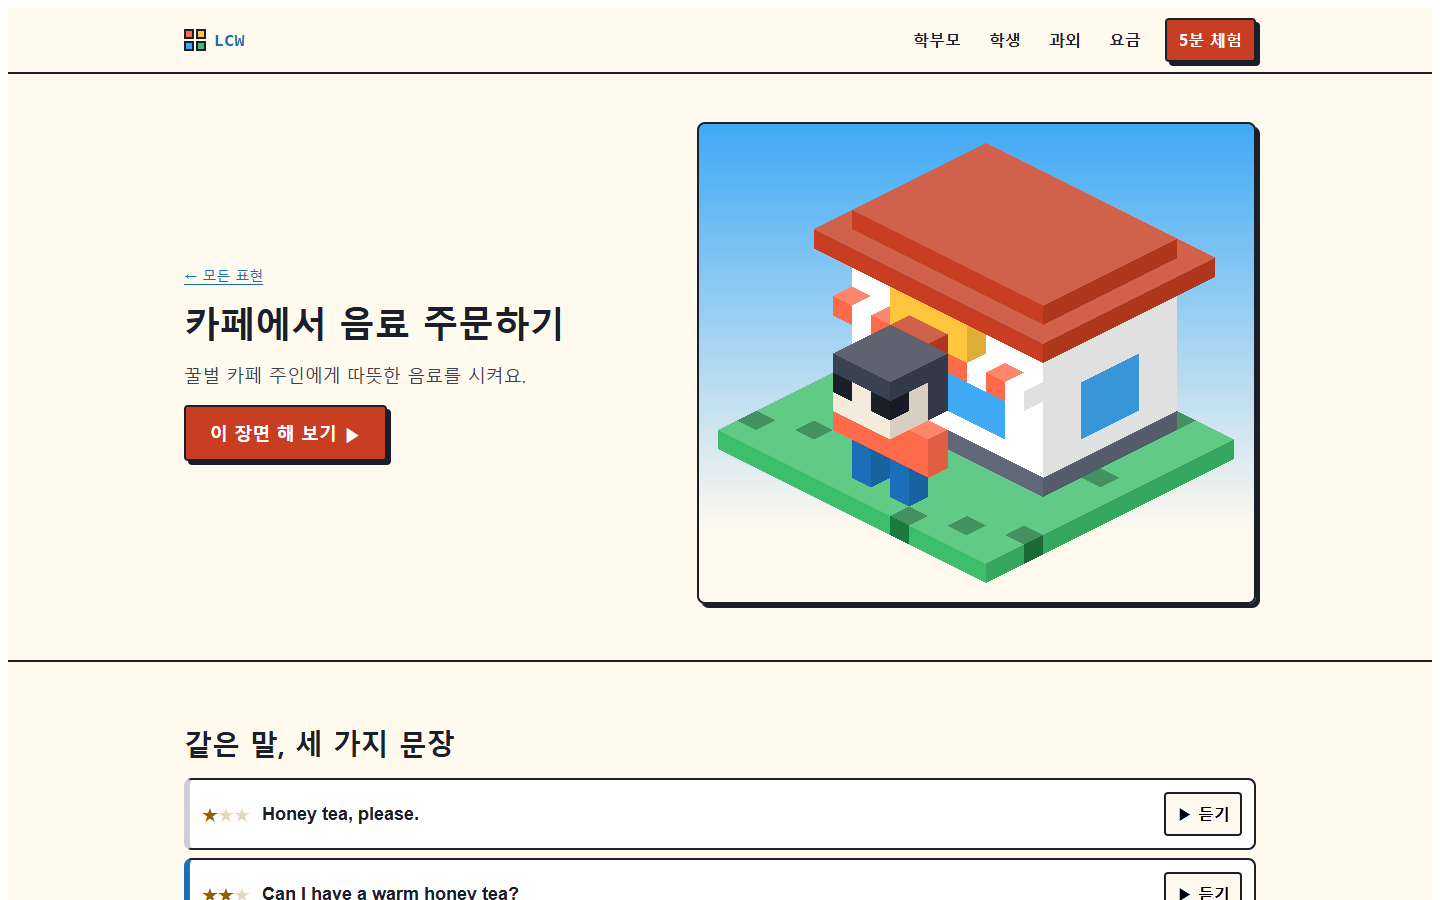 LCW
학부모 학생 과외 요금 5분 체험
← 모든 표현
카페에서 음료 주문하기
꿀벌 카페 주인에게 따뜻한 음료를 시켜요.
이 장면 해 보기 ▶
같은 말, 세 가지 문장
★★★ Honey tea, please. ▶ 듣기
★★★ Can I have a warm honey tea? ▶ 듣기